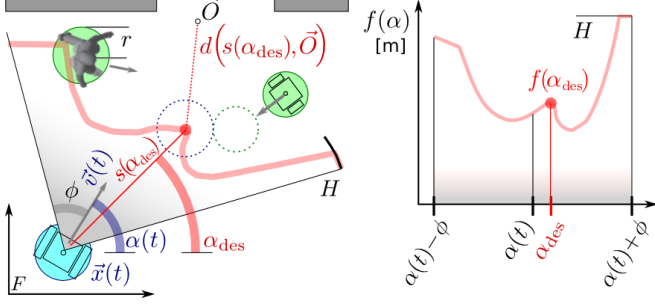 O⃗
r
d(s(α_des), O⃗)
s(α_des)
H
ϕ
v⃗(t)
α(t)
α_des
x⃗(t)
F
f(α)
[m]
H
f(α_des)
α(t)−ϕ
α(t)
α_des
α(t)+ϕ